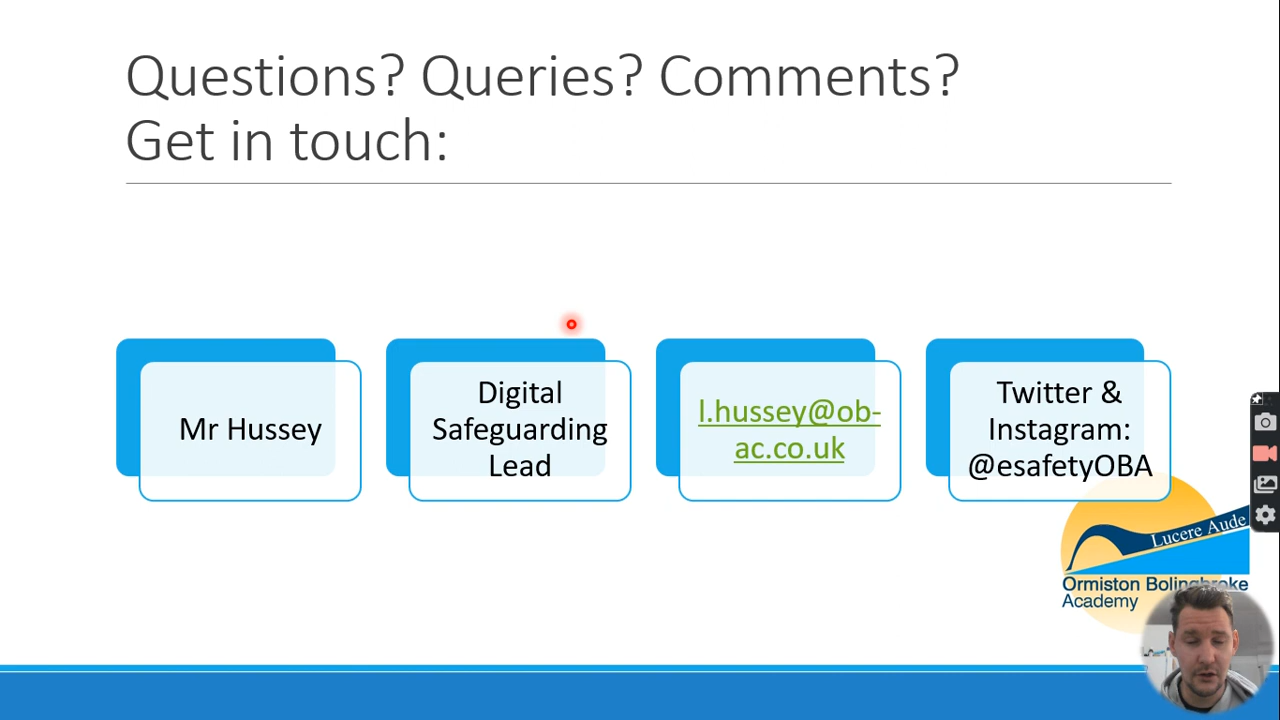 Questions? Queries? Comments?
Get in touch:
Mr Hussey
Digital
Safeguarding
Lead
l.hussey@ob-
ac.co.uk
Twitter &
Instagram:
@esafetyOBA
Lucere Aude
Ormiston Bolingbroke
Academy